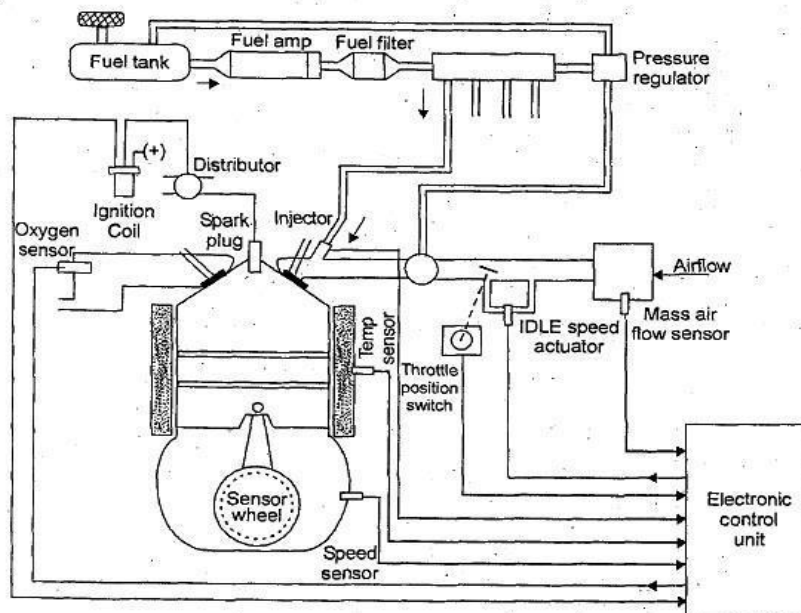 Fuel tank
Fuel amp
Fuel filter
Pressure
regulator
(+)
Distributor
Ignition
Coil
Spark
plug
Injector
Oxygen
sensor
Airflow
Mass air
flow sensor
IDLE speed
actuator
Temp
sensor
Throttle
position
switch
Sensor
wheel
Speed
sensor
Electronic
control
unit